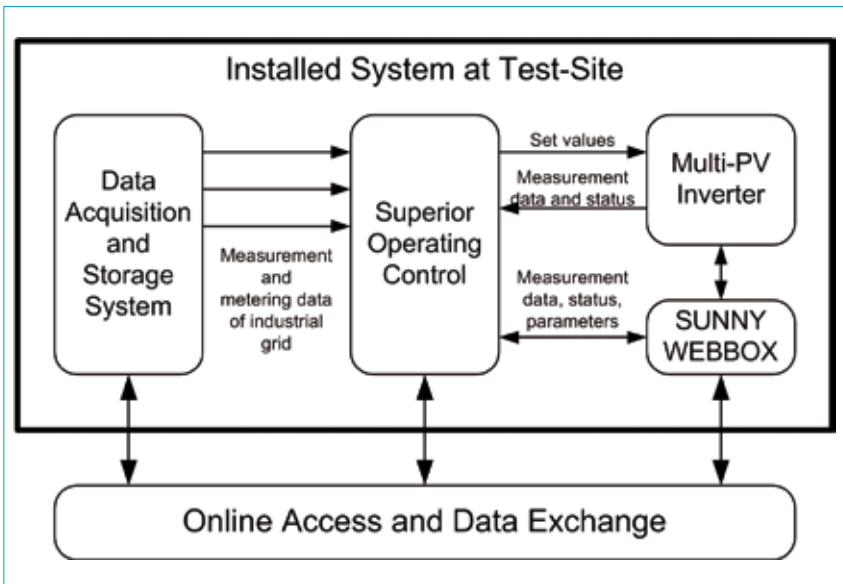 Installed System at Test-Site
Data
Acquisition
and
Storage
System
Measurement
and
metering data
of industrial
grid
Superior
Operating
Control
Set values
Measurement
data and status
Measurement
data, status,
parameters
Multi-PV
Inverter
SUNNY
WEBBOX
Online Access and Data Exchange